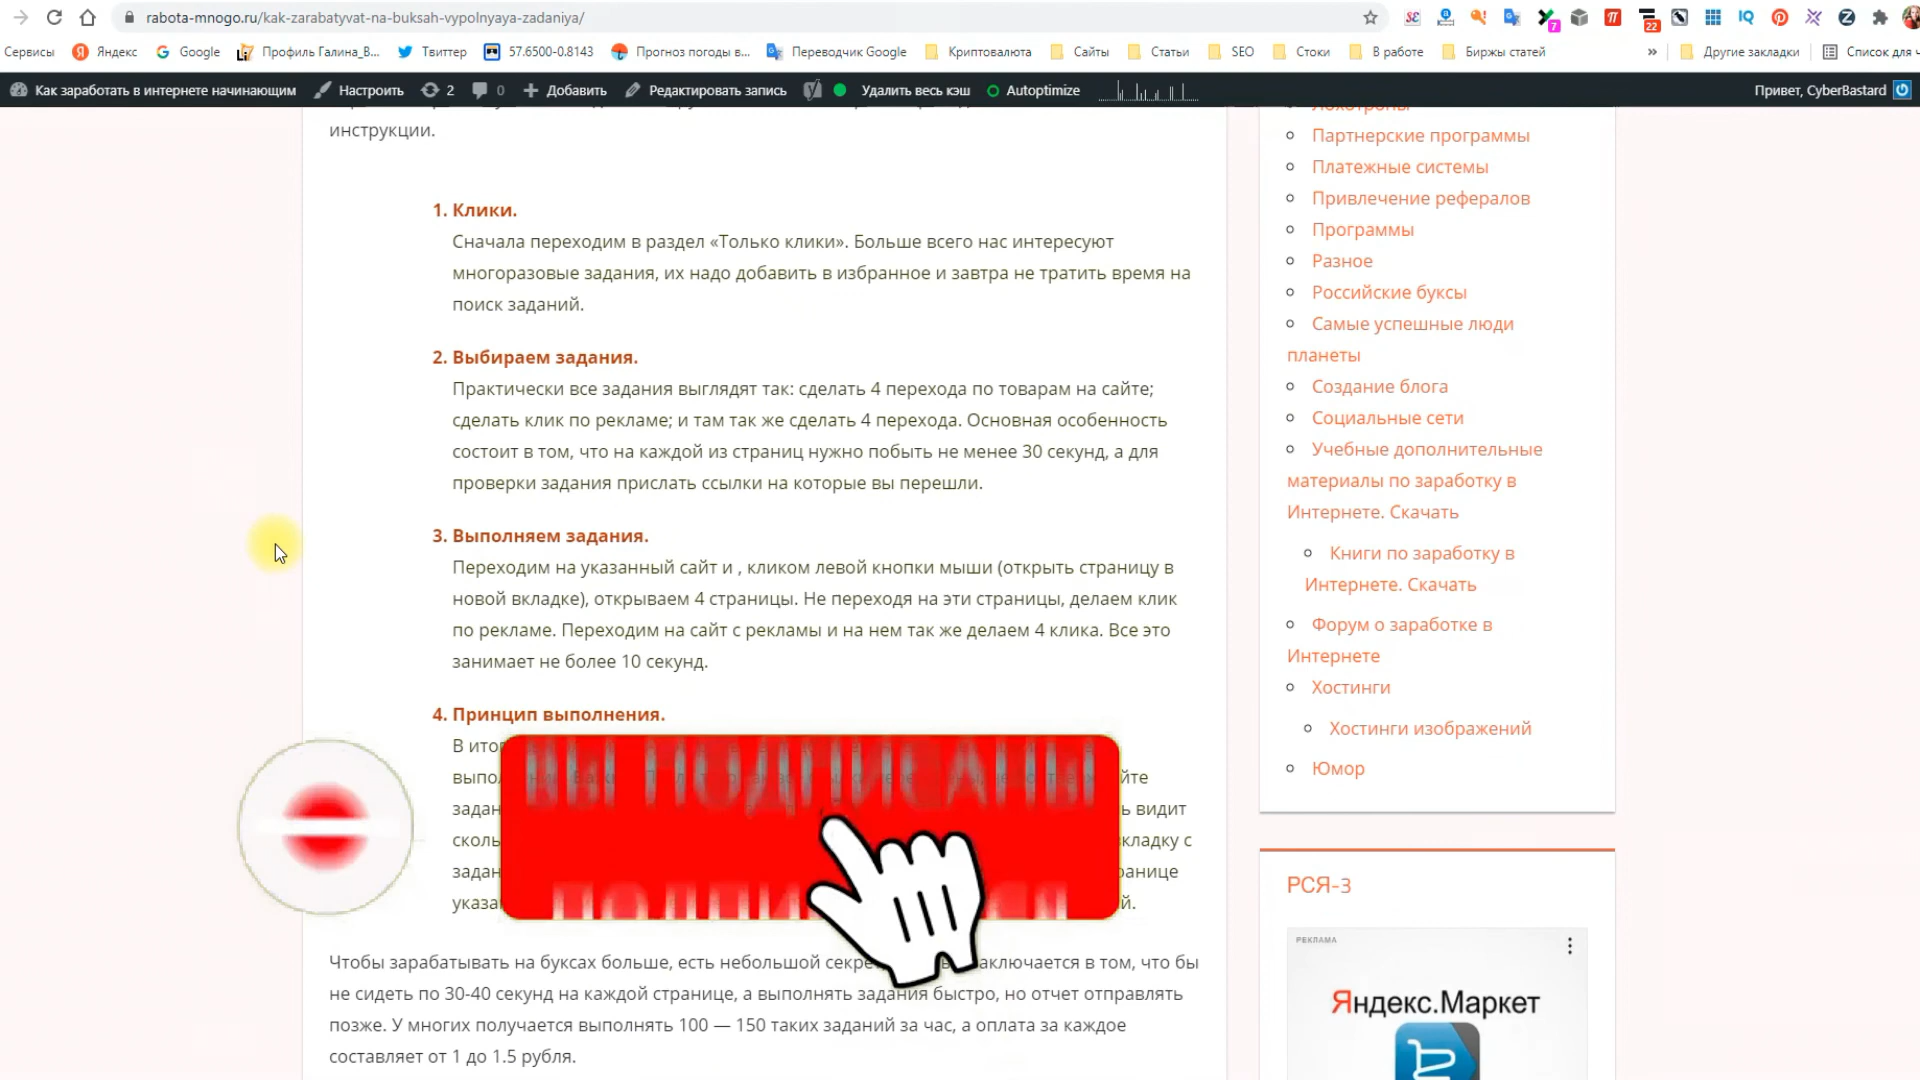 rabota-mnogo.ru/kak-zarabatyvat-na-buksah-vypolnyaya-zadaniya/
7
22
Сервисы Яндекс Google Профиль Галина_В... Твиттер 57.6500-0.8143 Прогноз погоды в... Переводчик Google Криптовалюта Сайты Статьи SEO Стоки В работе Биржы статей » Другие закладки Список для ч
Как заработать в интернете начинающим Настроить 2 0 Добавить Редактировать запись Удалить весь кэш Autoptimize Привет, CyberBastard
инструкции.
1. Клики.
Сначала переходим в раздел «Только клики». Больше всего нас интересуют
многоразовые задания, их надо добавить в избранное и завтра не тратить время на
поиск заданий.
2. Выбираем задания.
Практически все задания выглядят так: сделать 4 перехода по товарам на сайте;
сделать клик по рекламе; и там так же сделать 4 перехода. Основная особенность
состоит в том, что на каждой из страниц нужно побыть не менее 30 секунд, а для
проверки задания прислать ссылки на которые вы перешли.
3. Выполняем задания.
Переходим на указанный сайт и , кликом левой кнопки мыши (открыть страницу в
новой вкладке), открываем 4 страницы. Не переходя на эти страницы, делаем клик
по рекламе. Переходим на сайт с рекламы и на нем так же делаем 4 клика. Все это
занимает не более 10 секунд.
4. Принцип выполнения.
В
видит
с
ВЫ ПОДПИСАНЫ
Чтобы зарабатывать на буксах больше, есть небольшой заключается в том, что бы
не сидеть по 30-40 секунд на каждой странице, а выполнять задания быстро, но отчет отправлять
позже. У многих получается выполнять 100 — 150 таких заданий за час, а оплата за каждое
составляет от 1 до 1.5 рубля.
Лохотроны
Партнерские программы
Платежные системы
Привлечение рефералов
Программы
Разное
Российские буксы
Самые успешные люди
планеты
Создание блога
Социальные сети
Учебные дополнительные
материалы по заработку в
Интернете. Скачать
Книги по заработку в
Интернете. Скачать
Форум о заработке в
Интернете
Хостинги
Хостинги изображений
Юмор
РСЯ-3
РЕКЛАМА
Яндекс.Маркет